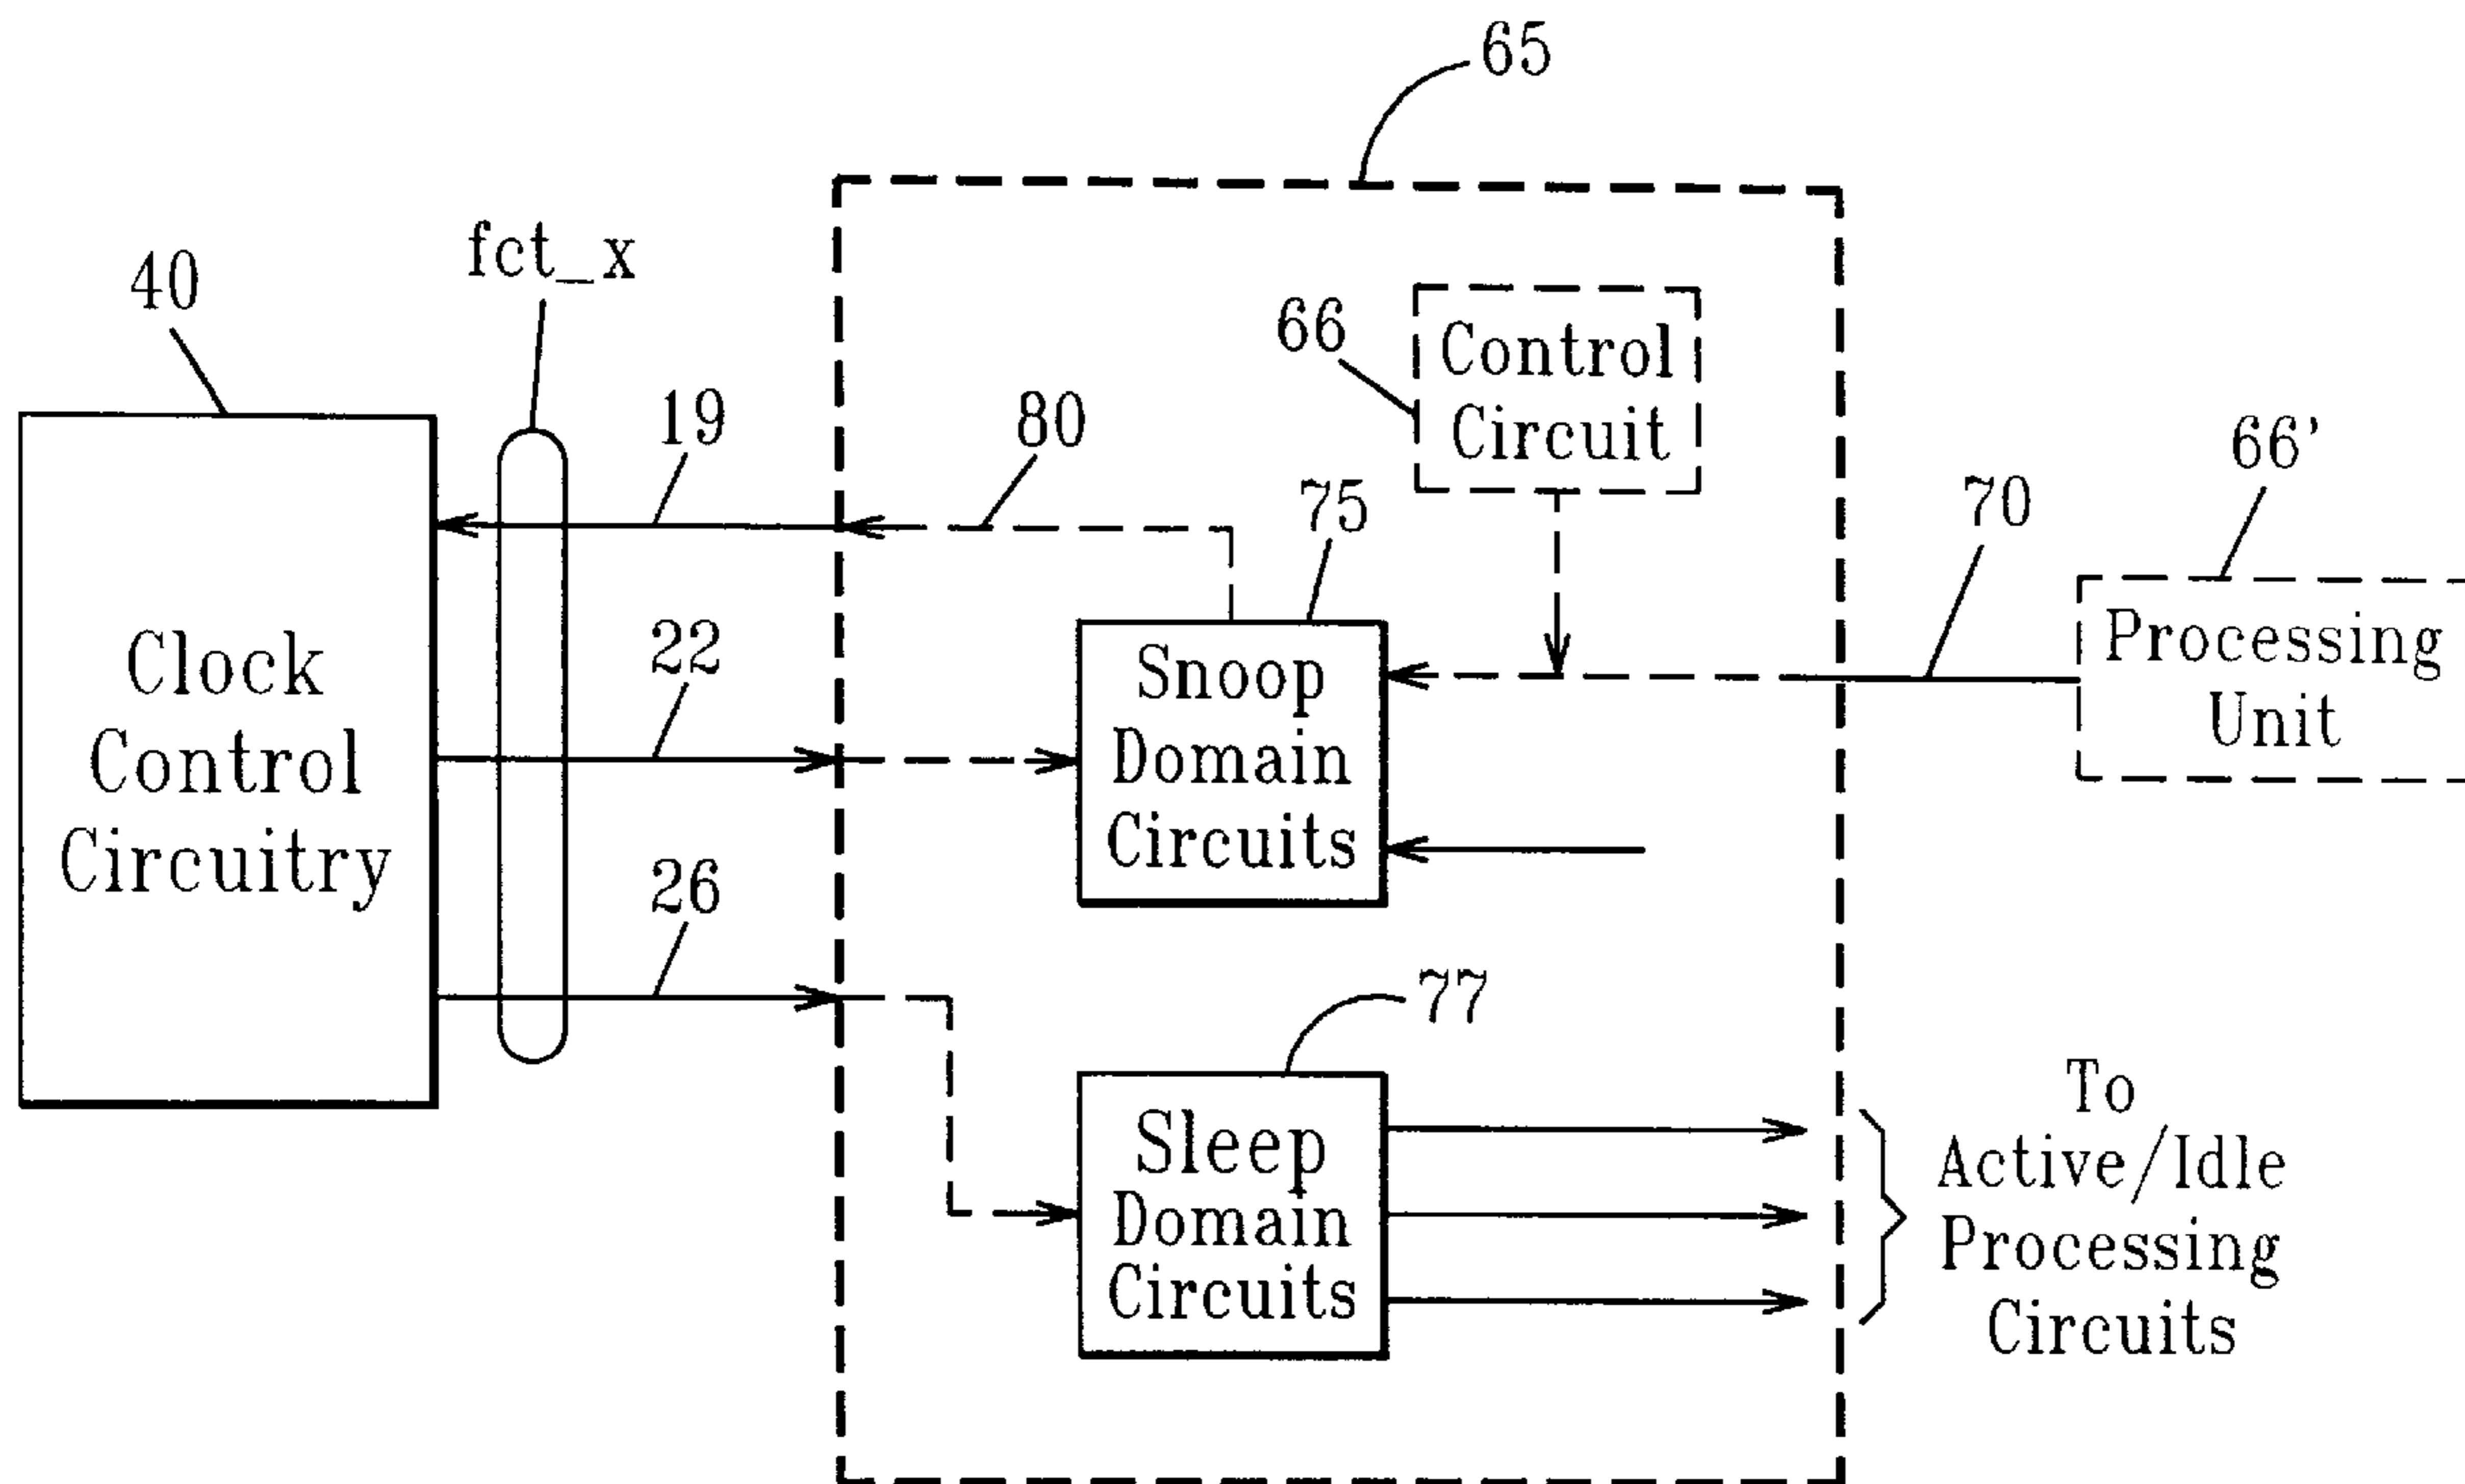 65
fct_x
40
66
Control
Circuit
19
80
66'
75
70
Processing
Unit
22
Clock
Control
Circuitry
Snoop
Domain
Circuits
26
77
To
Active/Idle
Processing
Circuits
Sleep
Domain
Circuits